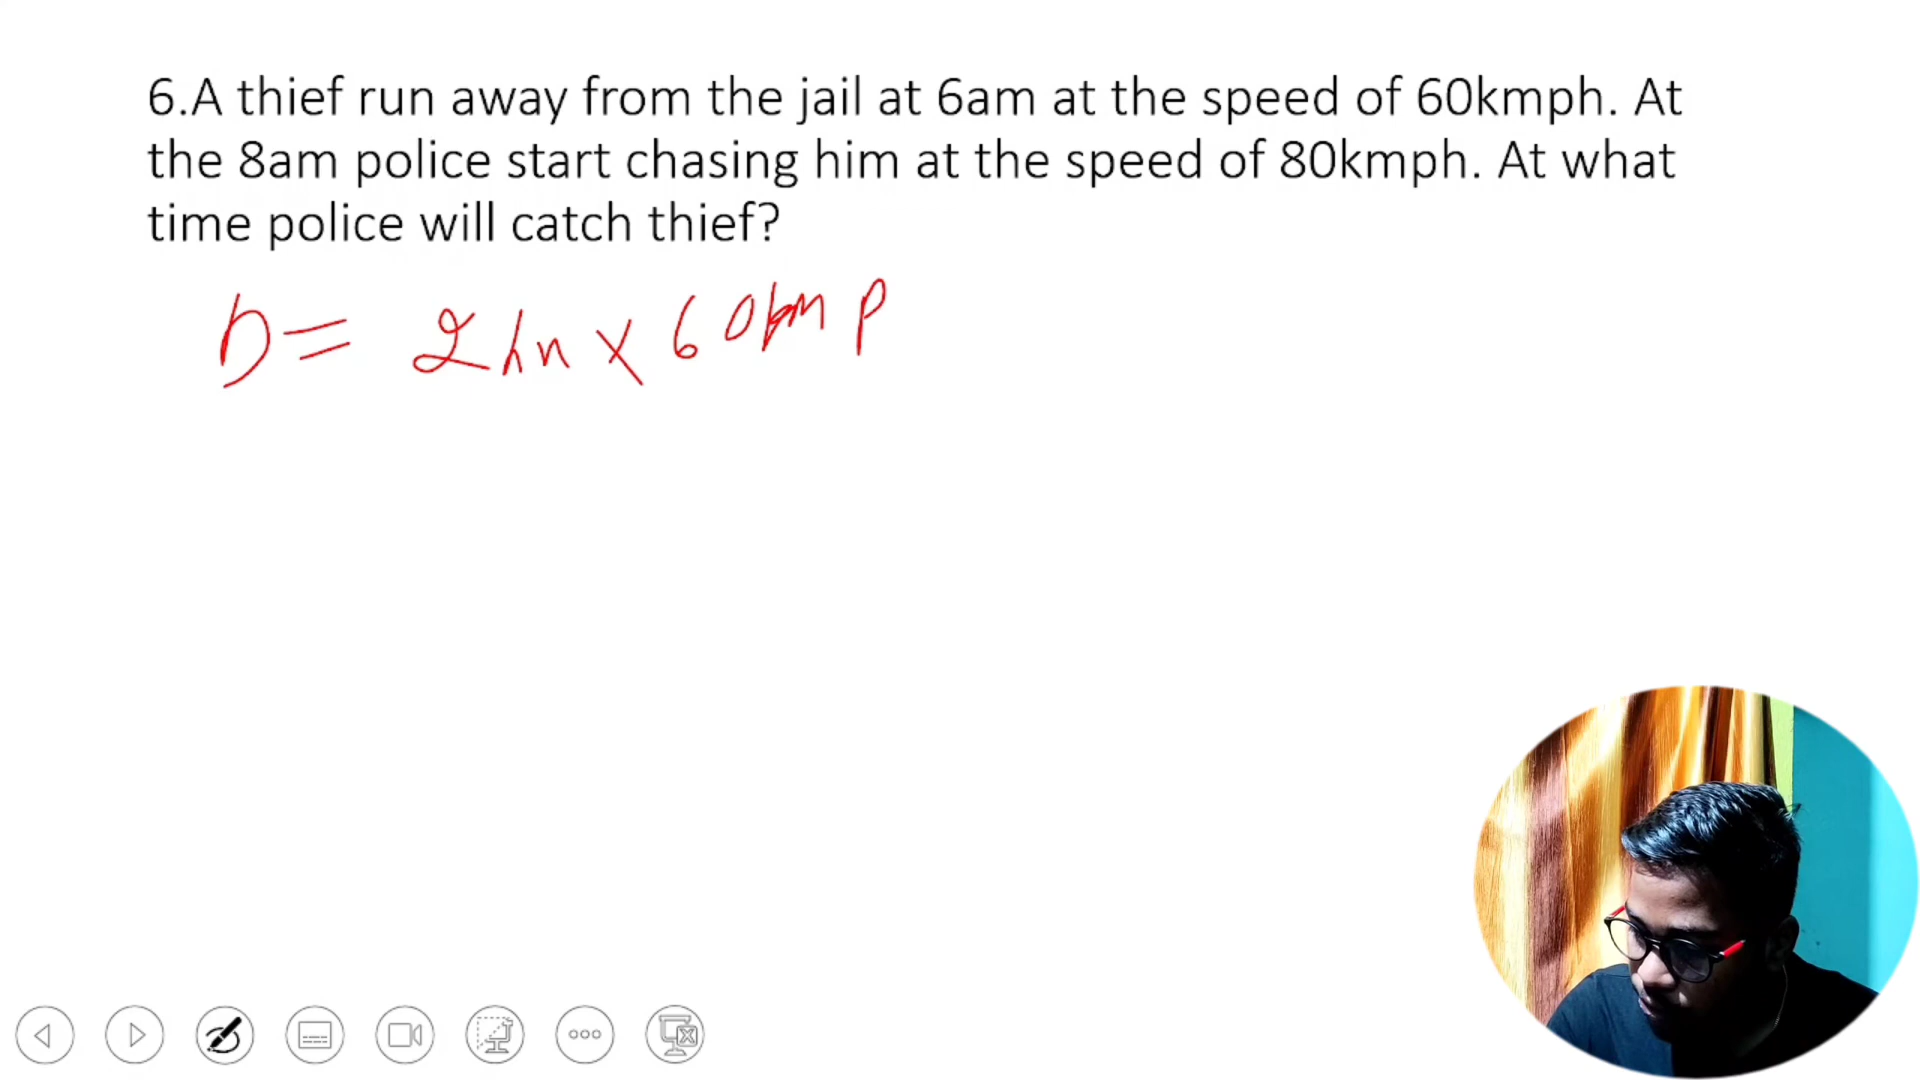 6.A thief run away from the jail at 6am at the speed of 60kmph. At
the 8am police start chasing him at the speed of 80kmph. At what
time police will catch thief?
D= 2hr x 60kmp